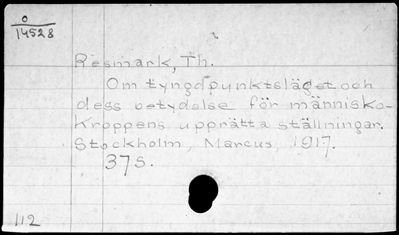 0
14528
Resmark, Th.
Om tyngdpunktsläget och
dess betydelse för människo-
kroppens upprätta ställningar.
Stockholm, Marcus, 1917.
37 s.
112